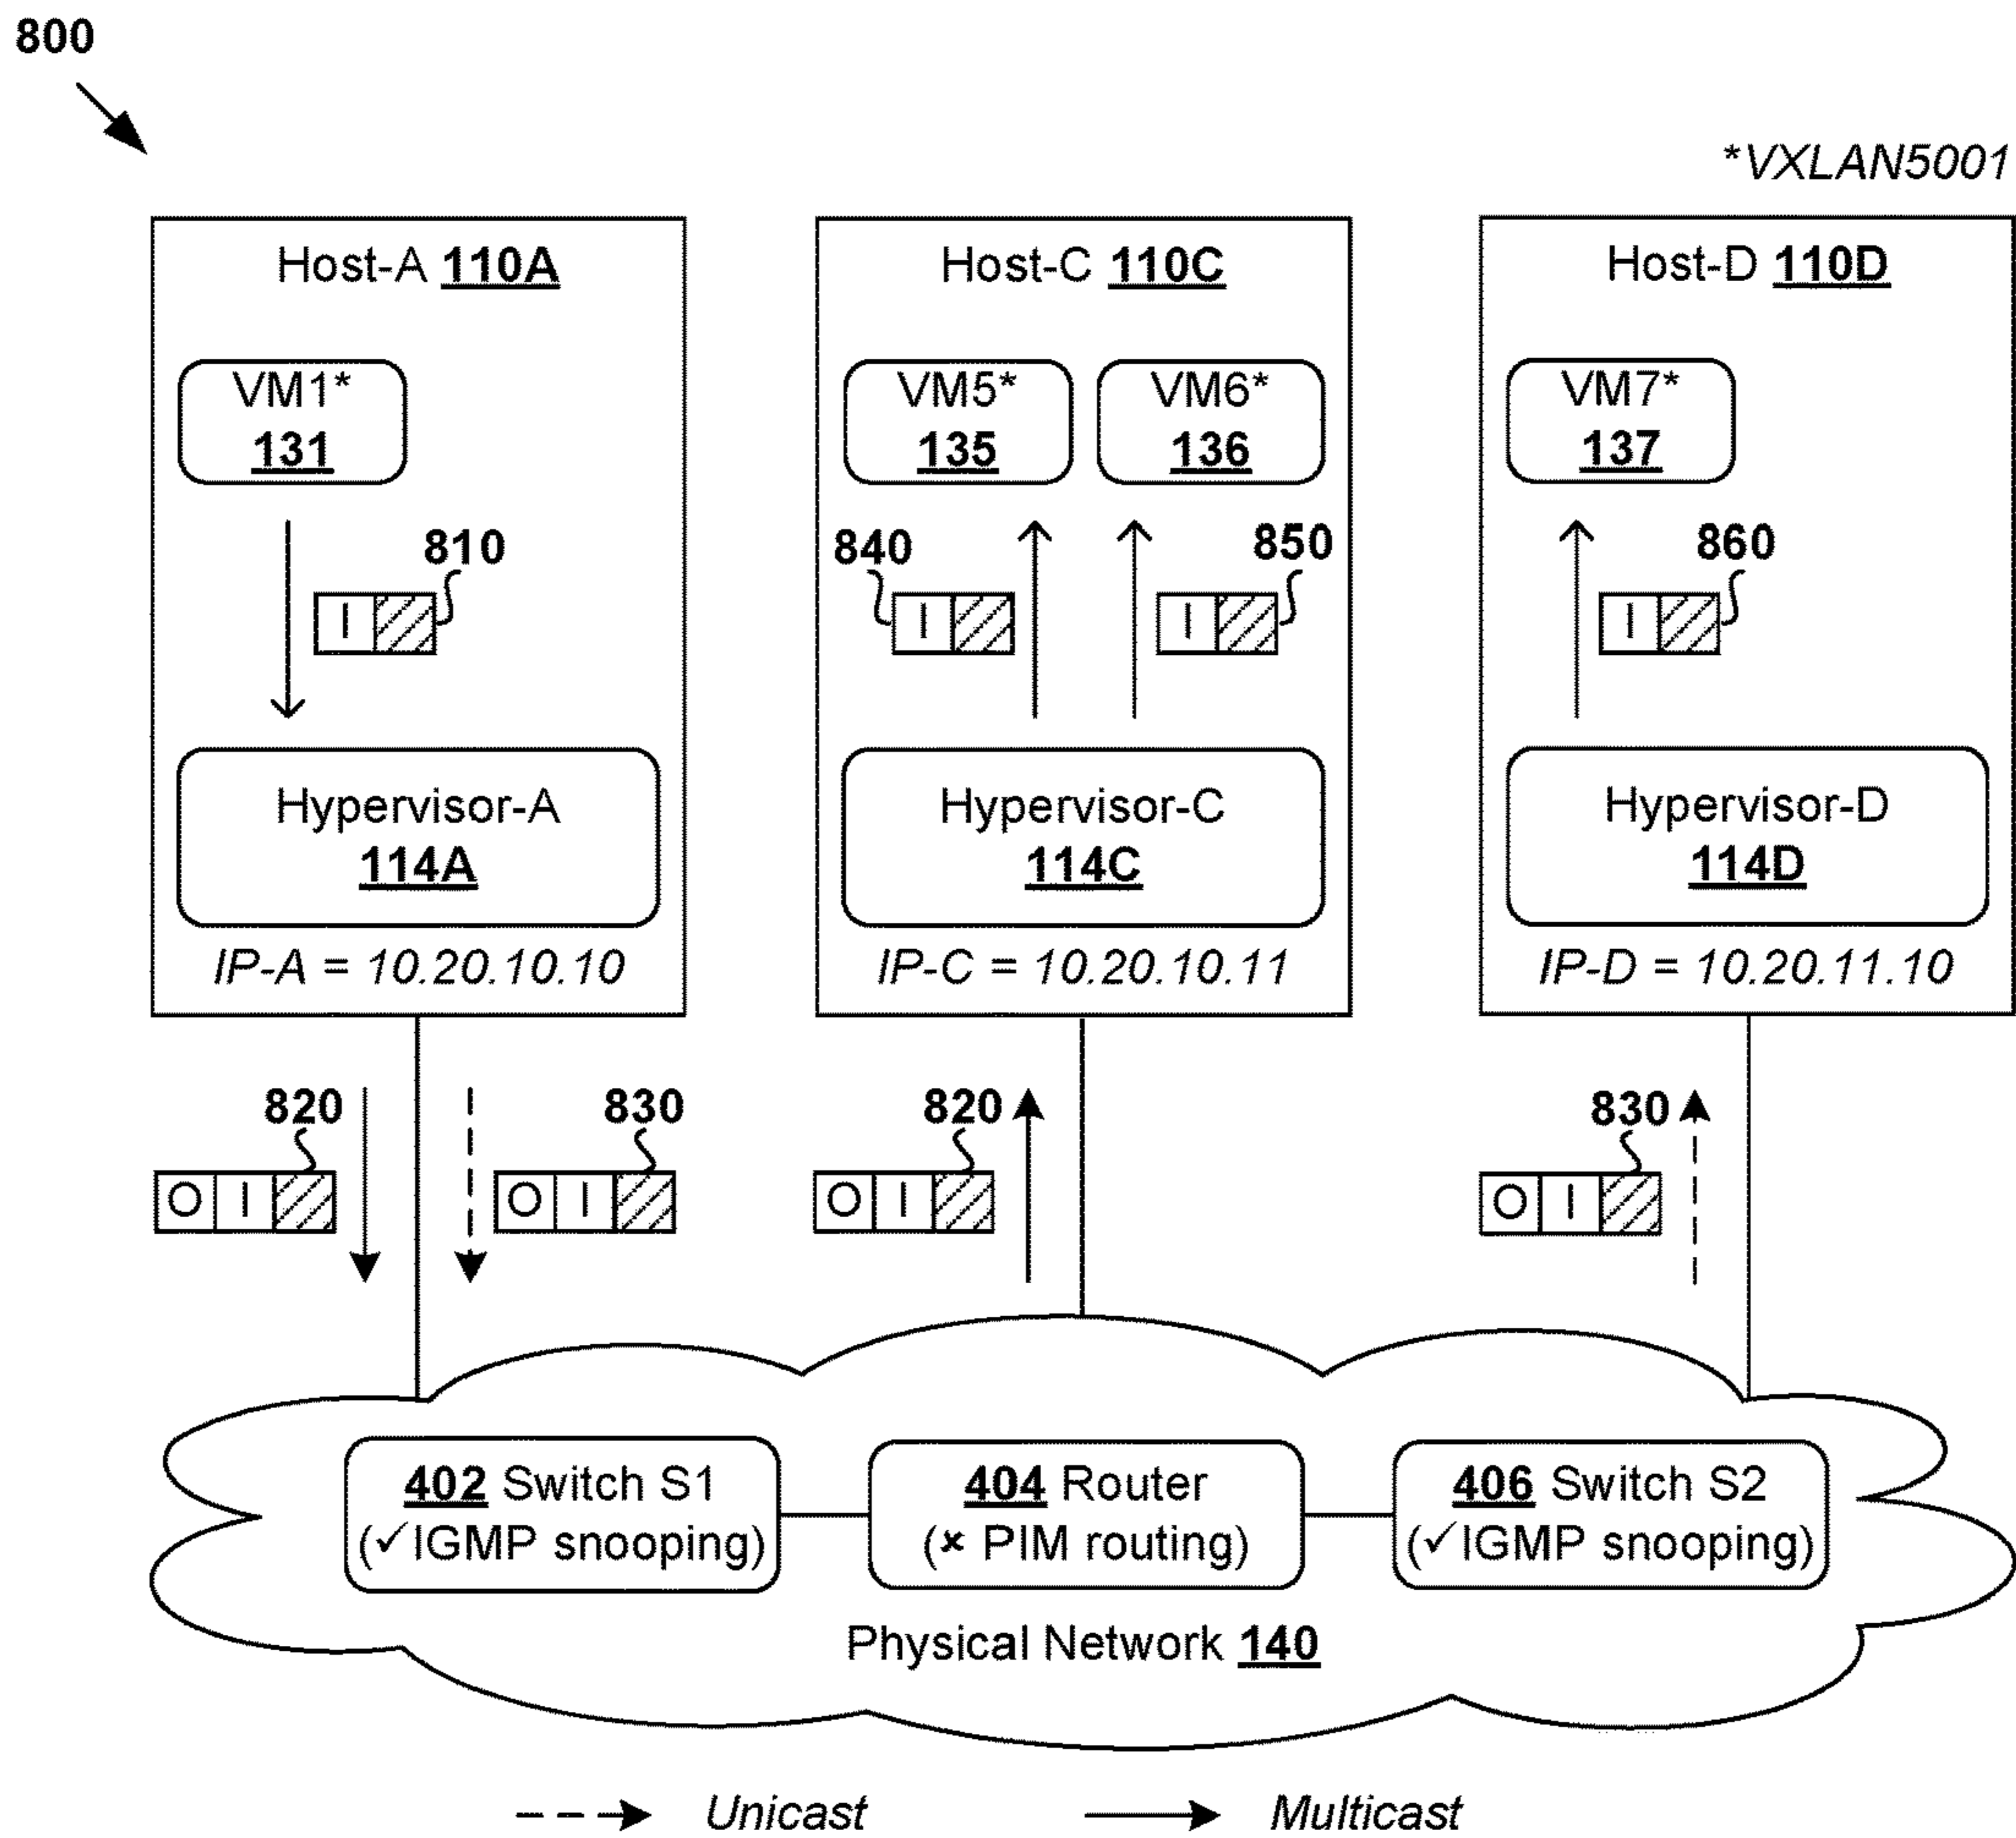 800
*VXLAN5001
Host-A 110A
VM1*
131
810
I
Hypervisor-A
114A
IP-A = 10.20.10.10
Host-C 110C
VM5*
135
VM6*
136
840
I
850
I
Hypervisor-C
114C
IP-C = 10.20.10.11
Host-D 110D
VM7*
137
860
I
Hypervisor-D
114D
IP-D = 10.20.11.10
820
O I
830
O I
820
O I
830
O I
402 Switch S1
(✓IGMP snooping)
404 Router
(✘ PIM routing)
406 Switch S2
(✓IGMP snooping)
Physical Network 140
Unicast
Multicast